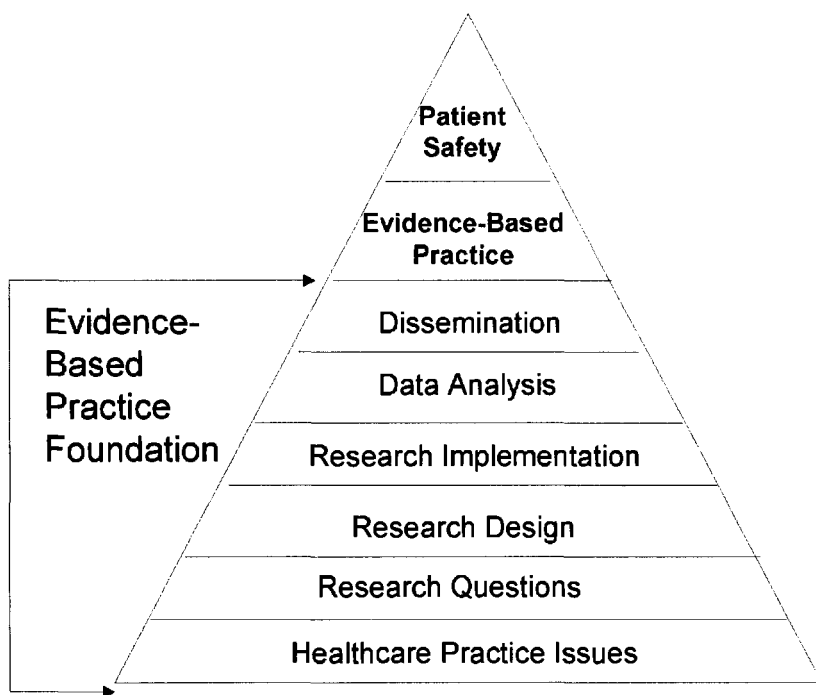 Patient
Safety
Evidence-Based
Practice
Evidence-
Based
Practice
Foundation
Dissemination
Data Analysis
Research Implementation
Research Design
Research Questions
Healthcare Practice Issues